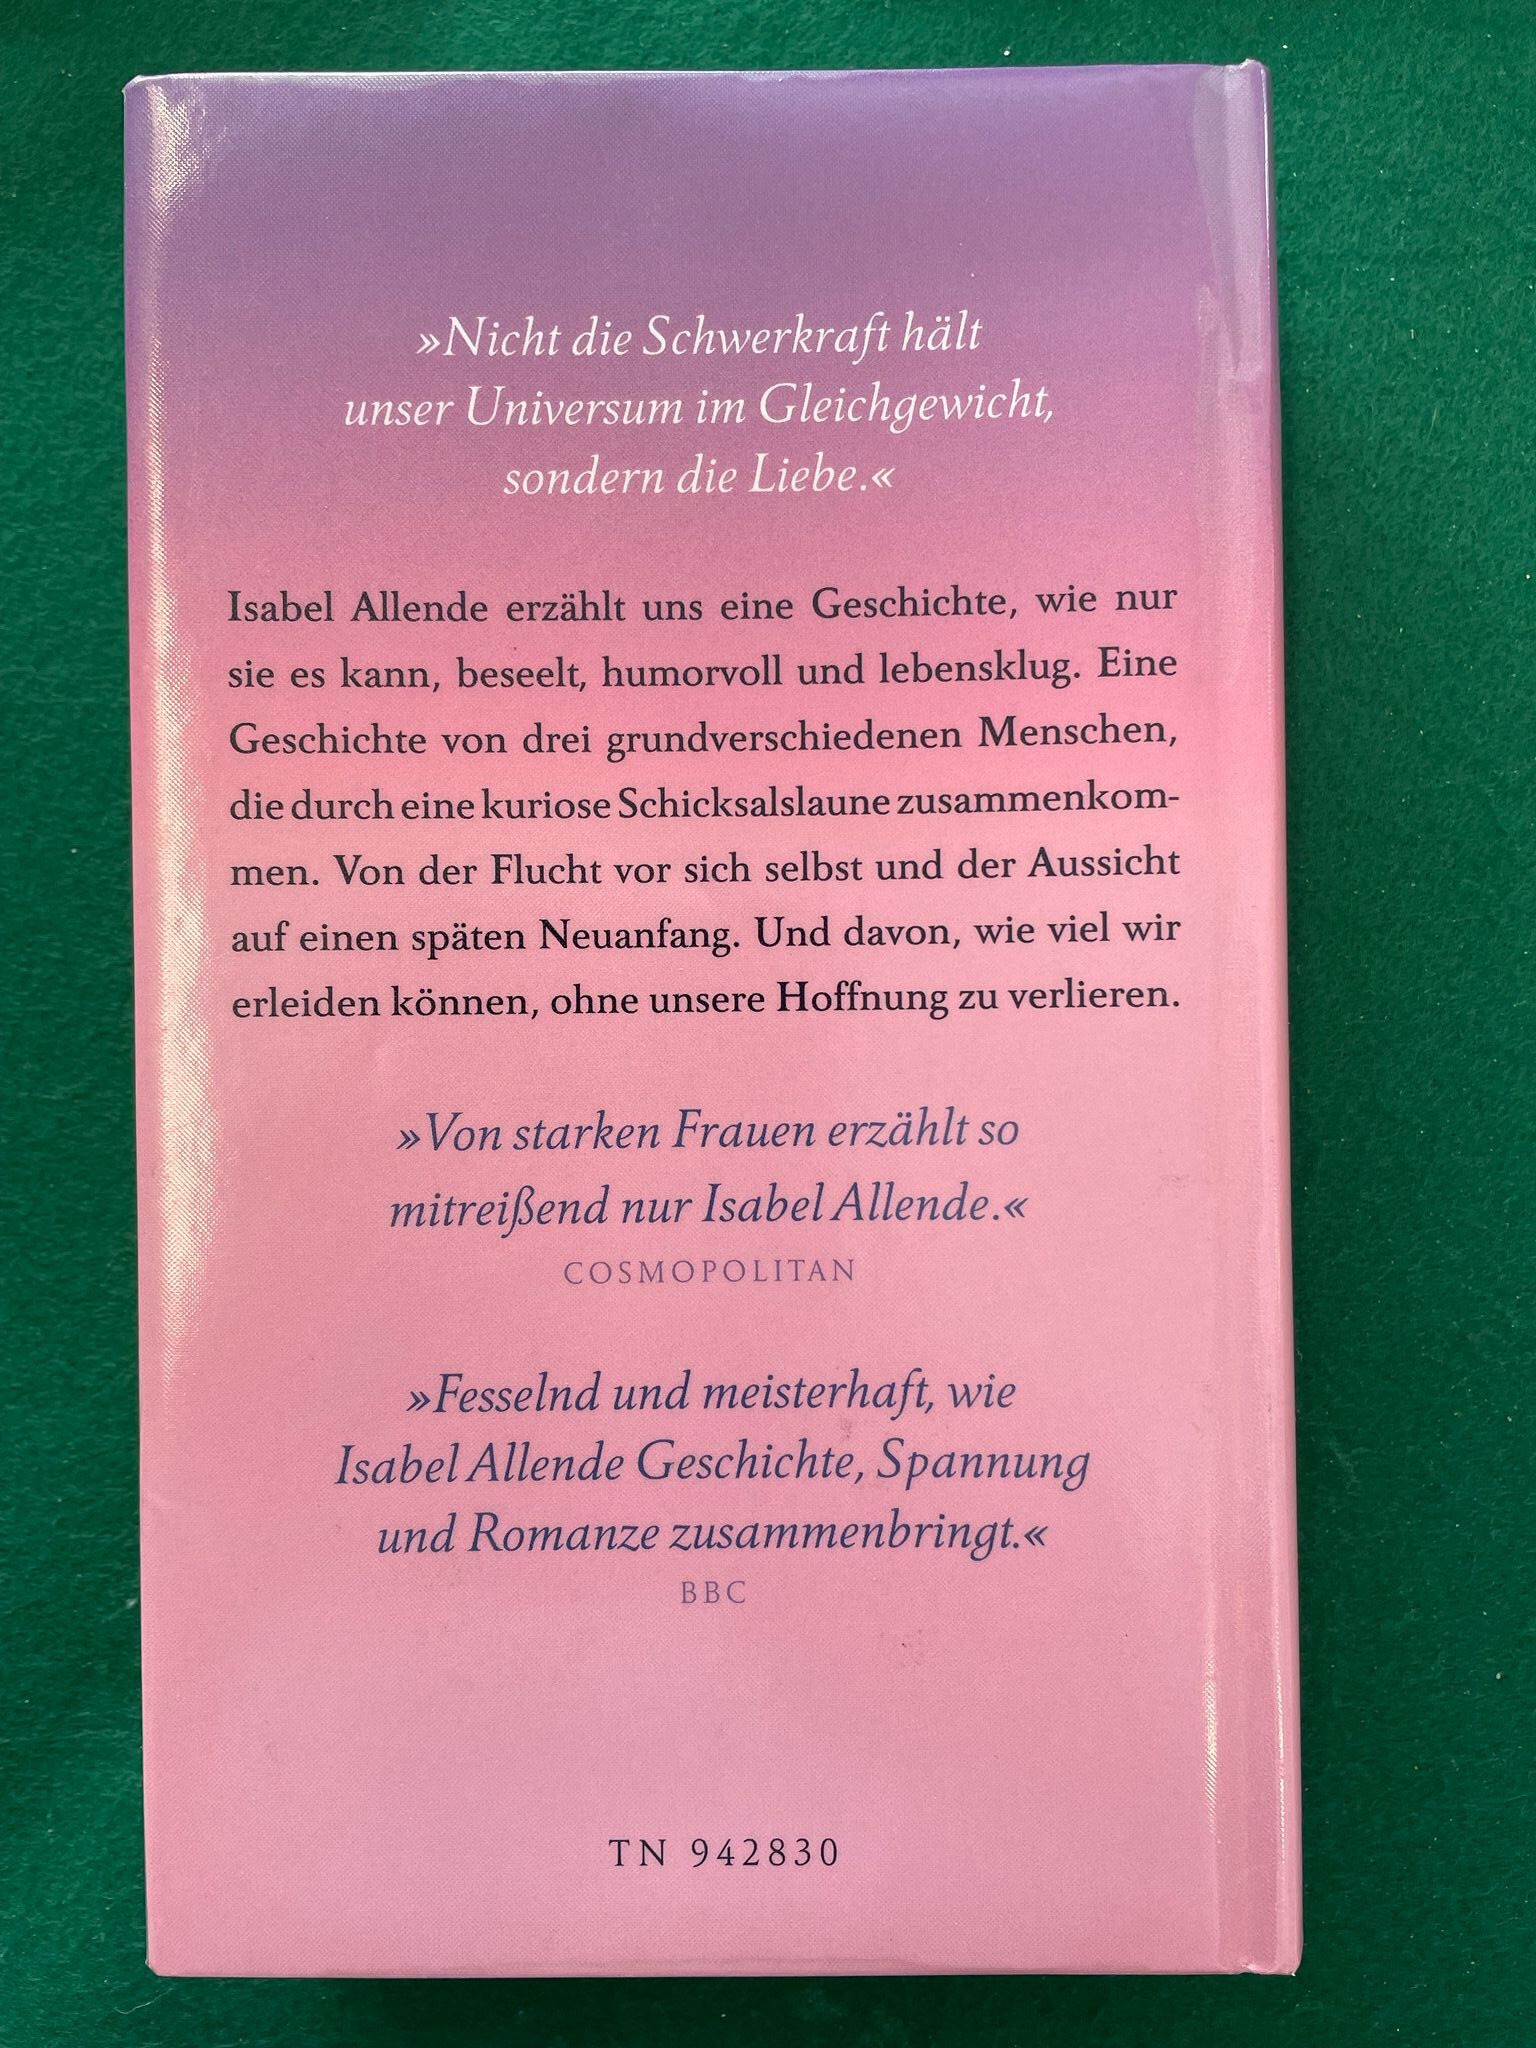 »Nicht die Schwerkraft hält
unser Universum im Gleichgewicht,
sondern die Liebe.«
Isabel Allende erzählt uns eine Geschichte, wie nur
sie es kann, beseelt, humorvoll und lebensklug. Eine
Geschichte von drei grundverschiedenen Menschen,
die durch eine kuriose Schicksalslaune zusammenkom-
men. Von der Flucht vor sich selbst und der Aussicht
auf einen späten Neuanfang. Und davon, wie viel wir
erleiden können, ohne unsere Hoffnung zu verlieren.
»Von starken Frauen erzählt so
mitreißend nur Isabel Allende.«
COSMOPOLITAN
»Fesselnd und meisterhaft, wie
Isabel Allende Geschichte, Spannung
und Romanze zusammenbringt.«
BBC
TN 942830